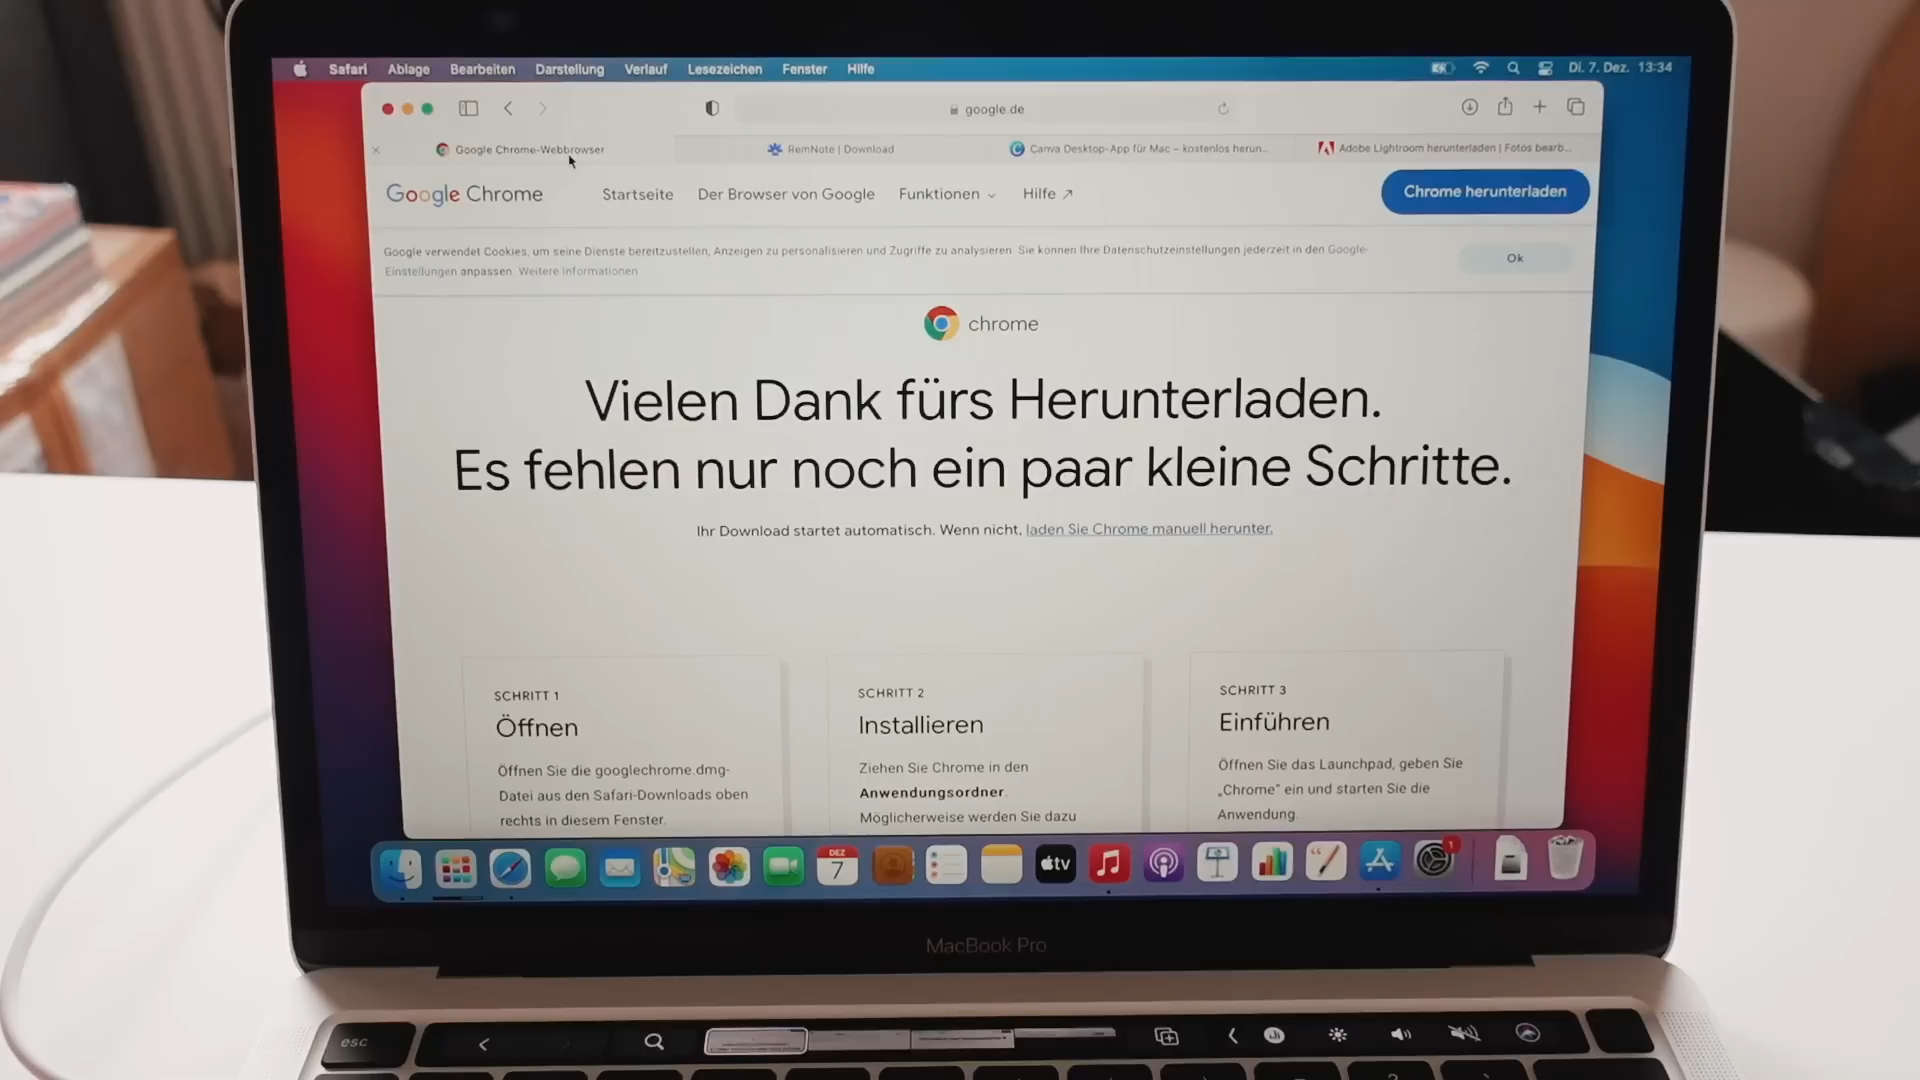 Safari Ablage Bearbeiten Darstellung Verlauf Lesezeichen Fenster Hilfe Di. 7. Dez. 13:34
google.de
Google Chrome-Webbrowser RemNote | Download Canva Desktop-App für Mac – kostenlos herun... Adobe Lightroom herunterladen | Fotos bearb...
Google Chrome Startseite Der Browser von Google Funktionen Hilfe Chrome herunterladen
Google verwendet Cookies, um seine Dienste bereitzustellen, Anzeigen zu personalisieren und Zugriffe zu analysieren. Sie können Ihre Datenschutzeinstellungen jederzeit in den Google-
Einstellungen anpassen. Weitere Informationen
Ok
chrome
Vielen Dank fürs Herunterladen.
Es fehlen nur noch ein paar kleine Schritte.
Ihr Download startet automatisch. Wenn nicht, laden Sie Chrome manuell herunter.
SCHRITT 1
Öffnen
Öffnen Sie die googlechrome.dmg-
Datei aus den Safari-Downloads oben
rechts in diesem Fenster.
SCHRITT 2
Installieren
Ziehen Sie Chrome in den
Anwendungsordner.
Möglicherweise werden Sie dazu
SCHRITT 3
Einführen
Öffnen Sie das Launchpad, geben Sie
„Chrome" ein und starten Sie die
Anwendung.
DEZ
7
tv
1
MacBook Pro
esc